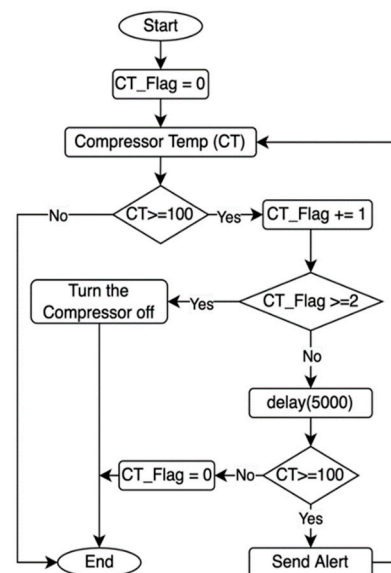 Start
CT_Flag = 0
Compressor Temp (CT)
CT>=100
No
Yes
CT_Flag += 1
CT_Flag >=2
Yes
Turn the
Compressor off
No
delay(5000)
CT>=100
No
CT_Flag = 0
Yes
Send Alert
End